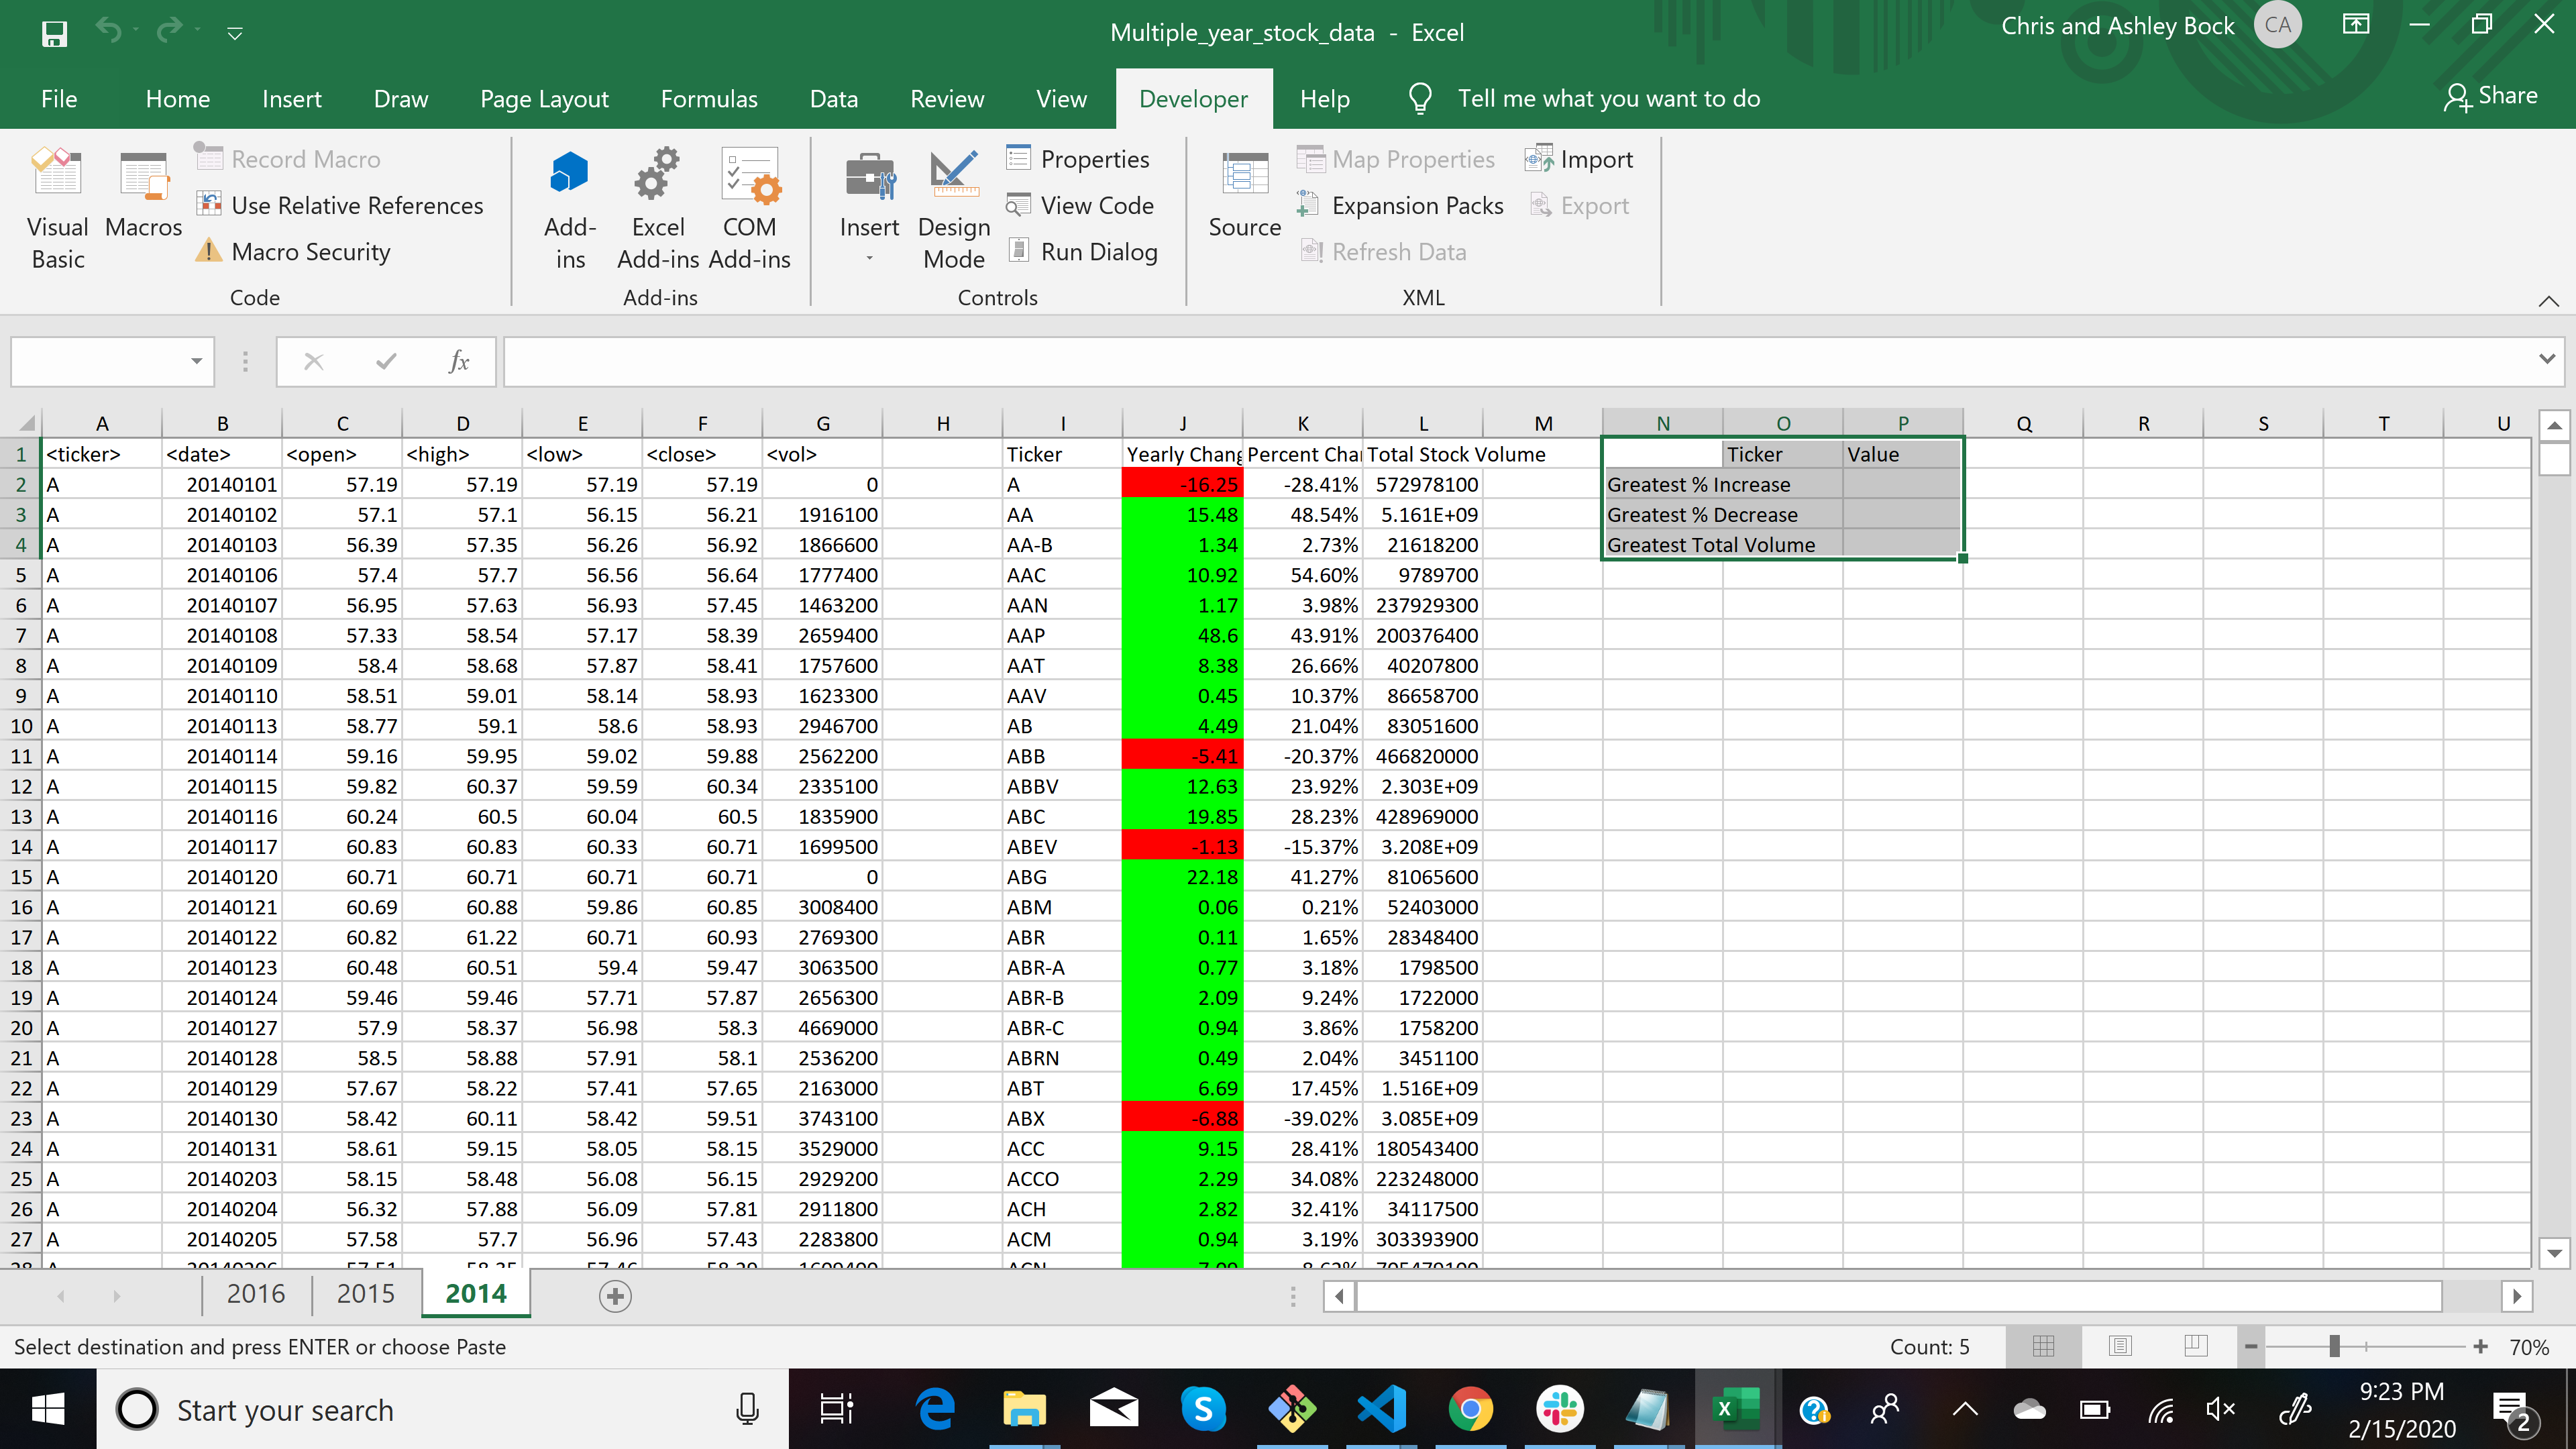 Multiple_year_stock_data - Excel
Chris and Ashley Bock CA
File Home Insert Draw Page Layout Formulas Data Review View Developer Help Tell me what you want to do Share
Visual Basic
Macros
Record Macro
Use Relative References
Macro Security
Code
Add-ins
Excel Add-ins
COM Add-ins
Add-ins
Insert
Design Mode
Properties
View Code
Run Dialog
Controls
Source
Map Properties
Expansion Packs
Refresh Data
Import
Export
XML
fx
A B C D E F G H I J K L M N O P Q R S T U
1 <ticker> <date> <open> <high> <low> <close> <vol> Ticker Yearly Chang Percent Chan Total Stock Volume Ticker Value
2 A 20140101 57.19 57.19 57.19 57.19 0 A -16.25 -28.41% 572978100 Greatest % Increase
3 A 20140102 57.1 57.1 56.15 56.21 1916100 AA 15.48 48.54% 5.161E+09 Greatest % Decrease
4 A 20140103 56.39 57.35 56.26 56.92 1866600 AA-B 1.34 2.73% 21618200 Greatest Total Volume
5 A 20140106 57.4 57.7 56.56 56.64 1777400 AAC 10.92 54.60% 9789700
6 A 20140107 56.95 57.63 56.93 57.45 1463200 AAN 1.17 3.98% 237929300
7 A 20140108 57.33 58.54 57.17 58.39 2659400 AAP 48.6 43.91% 200376400
8 A 20140109 58.4 58.68 57.87 58.41 1757600 AAT 8.38 26.66% 40207800
9 A 20140110 58.51 59.01 58.14 58.93 1623300 AAV 0.45 10.37% 86658700
10 A 20140113 58.77 59.1 58.6 58.93 2946700 AB 4.49 21.04% 83051600
11 A 20140114 59.16 59.95 59.02 59.88 2562200 ABB -5.41 -20.37% 466820000
12 A 20140115 59.82 60.37 59.59 60.34 2335100 ABBV 12.63 23.92% 2.303E+09
13 A 20140116 60.24 60.5 60.04 60.5 1835900 ABC 19.85 28.23% 428969000
14 A 20140117 60.83 60.83 60.33 60.71 1699500 ABEV -1.13 -15.37% 3.208E+09
15 A 20140120 60.71 60.71 60.71 60.71 0 ABG 22.18 41.27% 81065600
16 A 20140121 60.69 60.88 59.86 60.85 3008400 ABM 0.06 0.21% 52403000
17 A 20140122 60.82 61.22 60.71 60.93 2769300 ABR 0.11 1.65% 28348400
18 A 20140123 60.48 60.51 59.4 59.47 3063500 ABR-A 0.77 3.18% 1798500
19 A 20140124 59.46 59.46 57.71 57.87 2656300 ABR-B 2.09 9.24% 1722000
20 A 20140127 57.9 58.37 56.98 58.3 4669000 ABR-C 0.94 3.86% 1758200
21 A 20140128 58.5 58.88 57.91 58.1 2536200 ABRN 0.49 2.04% 3451100
22 A 20140129 57.67 58.22 57.41 57.65 2163000 ABT 6.69 17.45% 1.516E+09
23 A 20140130 58.42 60.11 58.42 59.51 3743100 ABX -6.88 -39.02% 3.085E+09
24 A 20140131 58.61 59.15 58.05 58.15 3529000 ACC 9.15 28.41% 180543400
25 A 20140203 58.15 58.48 56.08 56.15 2929200 ACCO 2.29 34.08% 223248000
26 A 20140204 56.32 57.88 56.09 57.81 2911800 ACH 2.82 32.41% 34117500
27 A 20140205 57.58 57.7 56.96 57.43 2283800 ACM 0.94 3.19% 303393900
2016 2015 2014
Select destination and press ENTER or choose Paste Count: 5 70%
Start your search
9:23 PM
2/15/2020
2